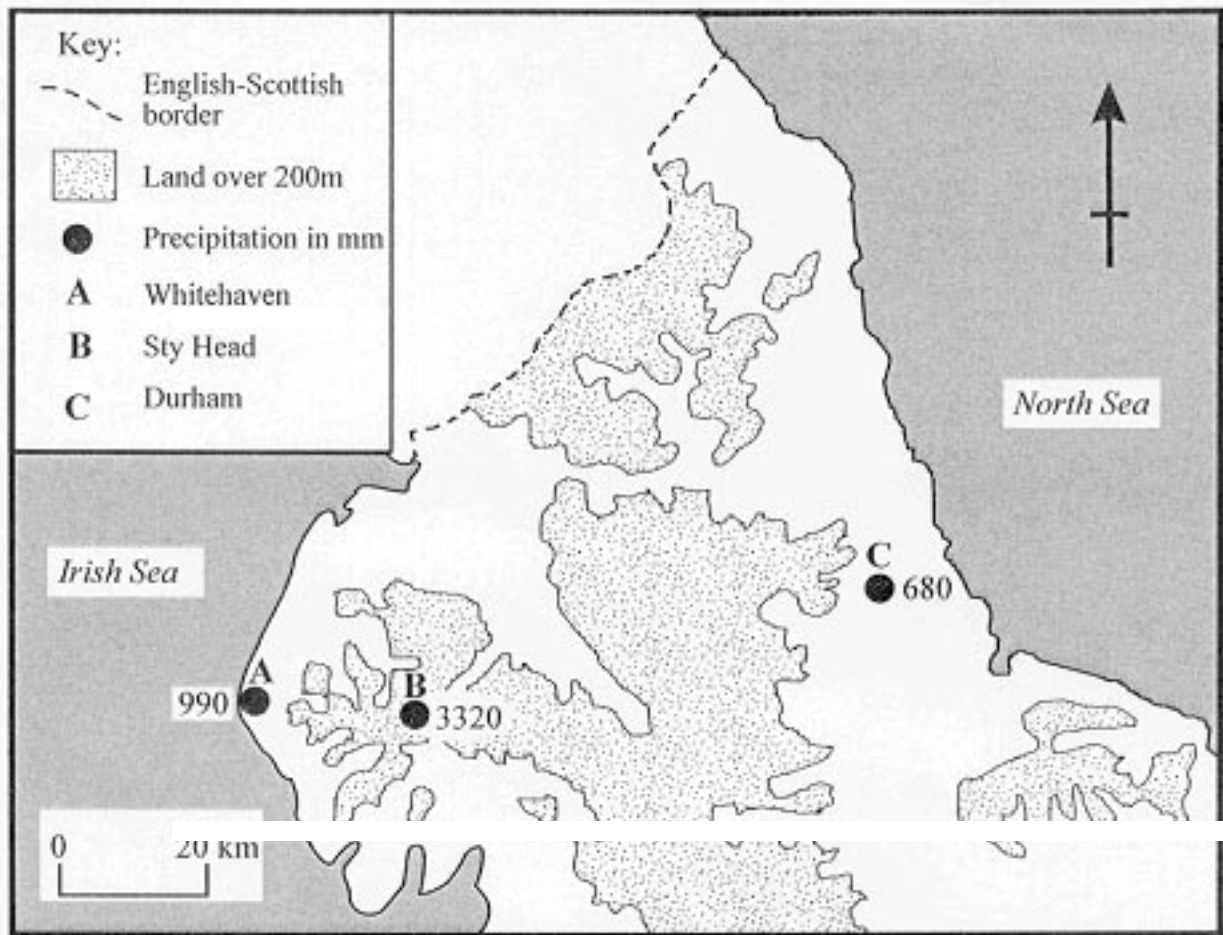 Key:
English-Scottish
border
Land over 200m
Precipitation in mm
A Whitehaven
B Sty Head
C Durham
North Sea
Irish Sea
C
680
A
990
B
3320
0 20 km